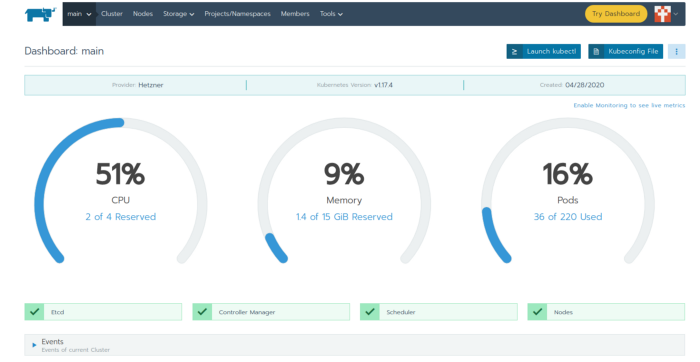 main Cluster Nodes Storage Projects/Namespaces Members Tools Try Dashboard
Dashboard: main
Launch kubectl Kubeconfig File
Provider: Hetzner Kubernetes Version: v1.17.4 Created: 04/28/2020
Enable Monitoring to see live metrics
51% 9% 16%
CPU Memory Pods
2 of 4 Reserved 1.4 of 15 GiB Reserved 36 of 220 Used
Etcd Controller Manager Scheduler Nodes
Events
Events of current Cluster